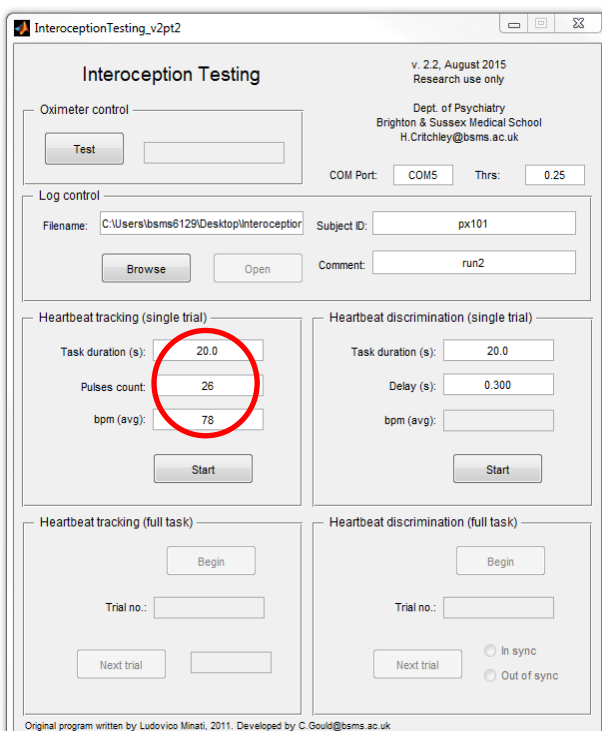 InteroceptionTesting_v2pt2
Interoception Testing
v. 2.2, August 2015
Research use only
Dept. of Psychiatry
Brighton & Sussex Medical School
H.Critchley@bsms.ac.uk
Oximeter control
Test
COM Port: COM5 Thrs: 0.25
Log control
Filename: C:\Users\bsms6129\Desktop\Interoception
Subject ID: px101
Browse Open
Comment: run2
Heartbeat tracking (single trial)
Task duration (s): 20.0
Pulses count: 26
bpm (avg): 78
Start
Heartbeat discrimination (single trial)
Task duration (s): 20.0
Delay (s): 0.300
bpm (avg):
Start
Heartbeat tracking (full task)
Begin
Trial no.:
Next trial
Heartbeat discrimination (full task)
Begin
Trial no.:
Next trial
In sync
Out of sync
Original program written by Ludovico Minati, 2011. Developed by C.Gould@bsms.ac.uk